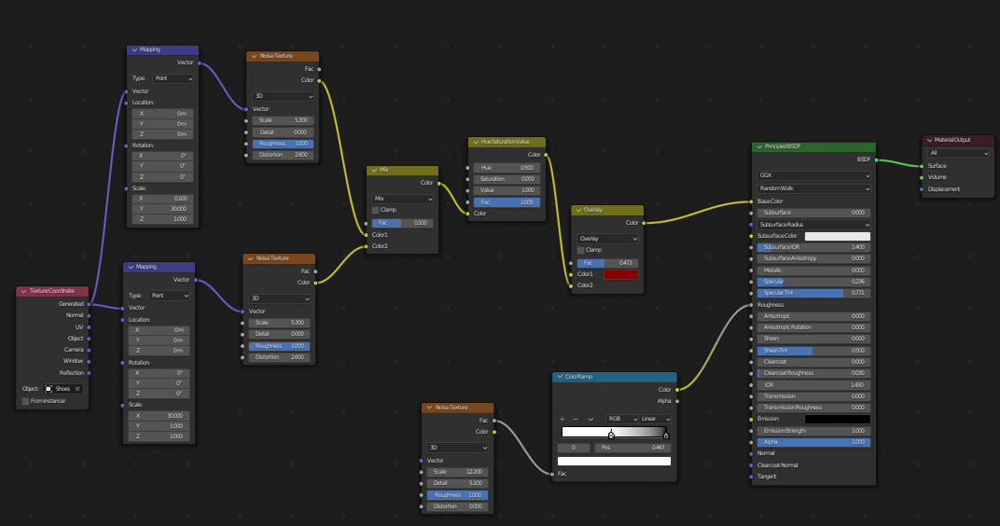 Mapping
Vector
Type: Point
Vector
Location:
X 0m
Y 0m
Z 0m
Rotation:
X 0°
Y 0°
Z 0°
Scale:
X 0.100
Y 30.000
Z 1.000
Noise Texture
Fac
Color
3D
Vector
Scale 5.300
Detail 0.000
Roughness 1.000
Distortion 2.600
Texture Coordinate
Generated
Normal
UV
Object
Camera
Window
Reflection
Object: Shoes
From Instancer
Mapping
Vector
Type: Point
Vector
Location:
X 0m
Y 0m
Z 0m
Rotation:
X 0°
Y 0°
Z 0°
Scale:
X 30.000
Y 1.000
Z 1.000
Noise Texture
Fac
Color
3D
Vector
Scale 5.300
Detail 0.000
Roughness 1.000
Distortion 2.600
Mix
Color
Mix
Clamp
Fac 0.500
Color1
Color2
Hue Saturation Value
Color
Hue 0.500
Saturation 0.000
Value 1.000
Fac 1.000
Color
Overlay
Color
Overlay
Clamp
Fac 0.473
Color1
Color2
Noise Texture
Fac
Color
3D
Vector
Scale 12.200
Detail 5.100
Roughness 1.000
Distortion 0.000
ColorRamp
Color
Alpha
RGB Linear
0 Pos 0.467
Fac
Principled BSDF
BSDF
GGX
Random Walk
Base Color
Subsurface 0.000
Subsurface Radius
Subsurface Color
Subsurface IOR 1.400
Subsurface Anisotropy 0.000
Metallic 0.000
Specular 0.236
Specular Tint 0.771
Roughness
Anisotropic 0.000
Anisotropic Rotation 0.000
Sheen 0.000
Sheen Tint 0.500
Clearcoat 0.000
Clearcoat Roughness 0.030
IOR 1.450
Transmission 0.000
Transmission Roughness 0.000
Emission
Emission Strength 1.000
Alpha 1.000
Normal
Clearcoat Normal
Tangent
Material Output
All
Surface
Volume
Displacement